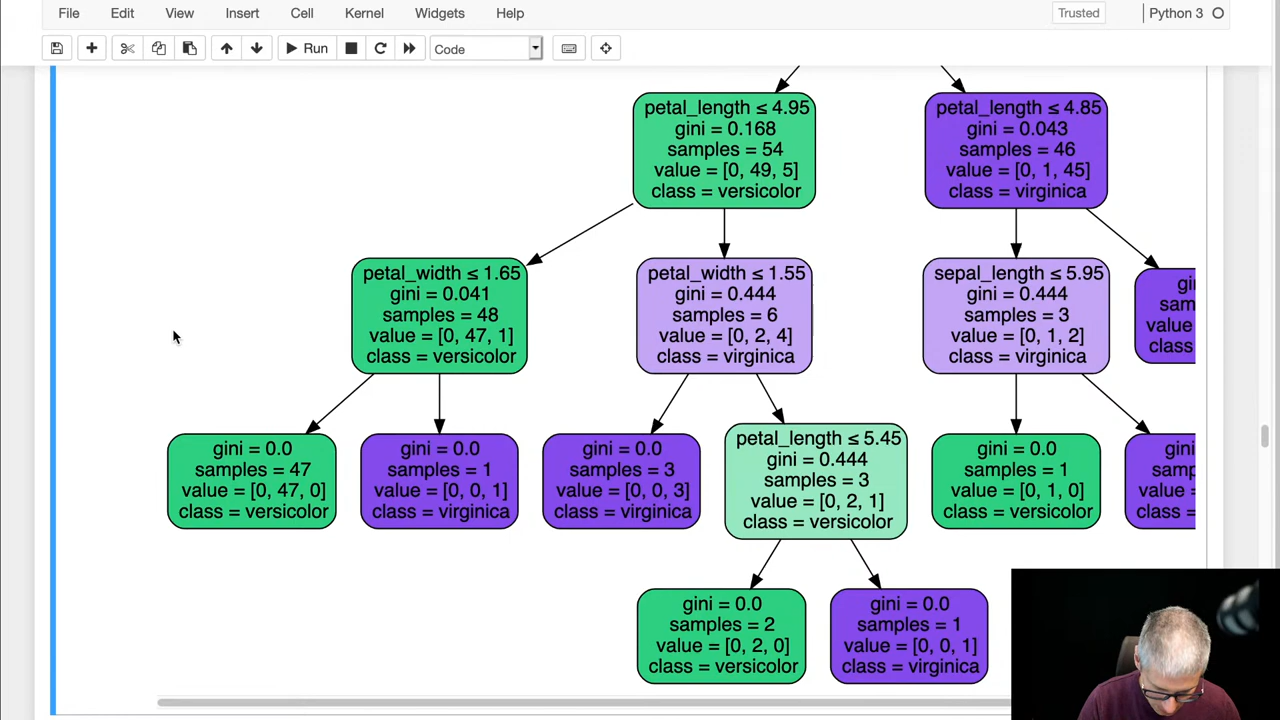 File Edit View Insert Cell Kernel Widgets Help Trusted Python 3
Run Code
petal_length ≤ 4.95
gini = 0.168
samples = 54
value = [0, 49, 5]
class = versicolor
petal_length ≤ 4.85
gini = 0.043
samples = 46
value = [0, 1, 45]
class = virginica
petal_width ≤ 1.65
gini = 0.041
samples = 48
value = [0, 47, 1]
class = versicolor
petal_width ≤ 1.55
gini = 0.444
samples = 6
value = [0, 2, 4]
class = virginica
sepal_length ≤ 5.95
gini = 0.444
samples = 3
value = [0, 1, 2]
class = virginica
value
class
gini = 0.0
samples = 47
value = [0, 47, 0]
class = versicolor
gini = 0.0
samples = 1
value = [0, 0, 1]
class = virginica
gini = 0.0
samples = 3
value = [0, 0, 3]
class = virginica
petal_length ≤ 5.45
gini = 0.444
samples = 3
value = [0, 2, 1]
class = versicolor
gini = 0.0
samples = 1
value = [0, 1, 0]
class = versicolor
gini
value =
class =
gini = 0.0
samples = 2
value = [0, 2, 0]
class = versicolor
gini = 0.0
samples = 1
value = [0, 0, 1]
class = virginica